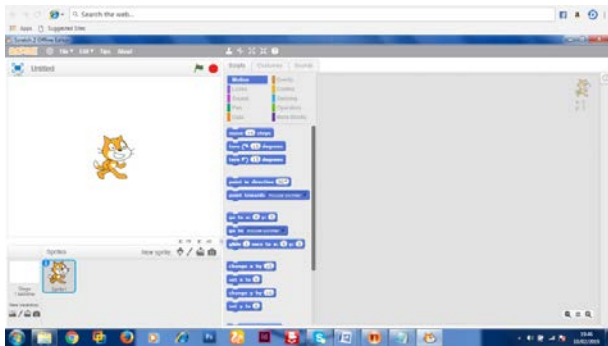 Search the web...
Apps Suggested Sites
Scratch 2 Offline Editor
SCRATCH File Edit Tips About
Untitled
Scripts Costumes Sounds
Motion Events
Looks Control
Sound Sensing
Pen Operators
Data More Blocks
move 10 steps
turn 15 degrees
turn 15 degrees
point in direction 90
point towards mouse-pointer
go to x: 0 y: 0
go to mouse-pointer
glide 1 secs to x: 0 y: 0
change x by 10
set x to 0
change y by 10
set y to 0
Sprites New sprite:
Stage
1 backdrop
Sprite1
New backdrop: